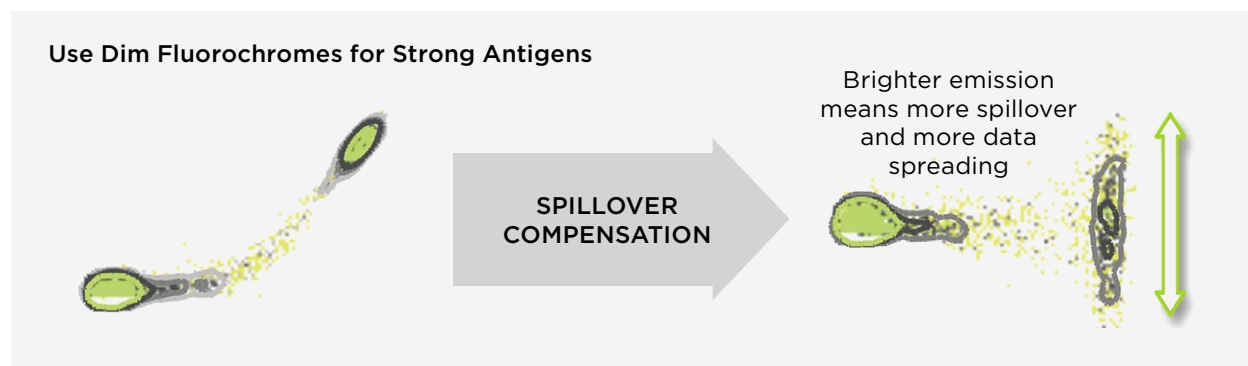 Use Dim Fluorochromes for Strong Antigens
Brighter emission
means more spillover
and more data
spreading
SPILLOVER
COMPENSATION